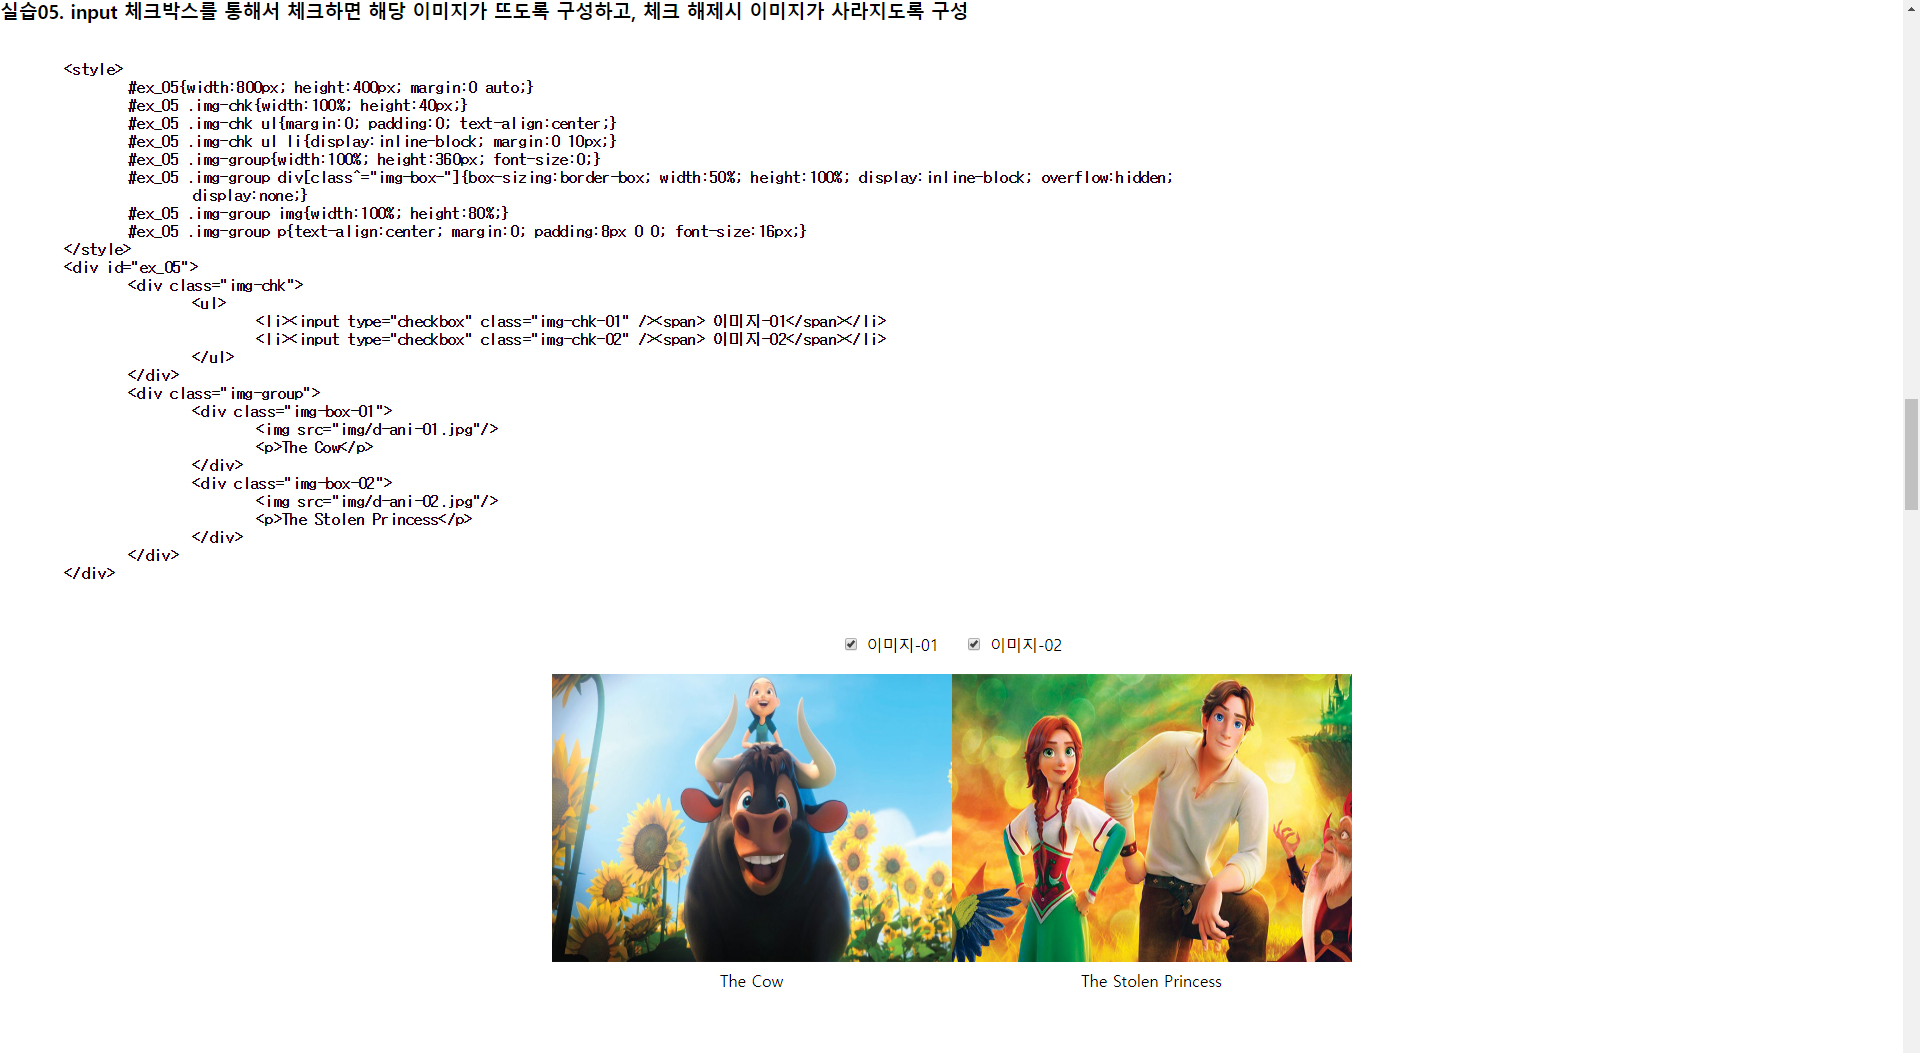 실습05. input 체크박스를 통해서 체크하면 해당 이미지가 뜨도록 구성하고, 체크 해제시 이미지가 사라지도록 구성
<style>
#ex_05{width:800px; height:400px; margin:0 auto;}
#ex_05 .img-chk{width:100%; height:40px;}
#ex_05 .img-chk ul{margin:0; padding:0; text-align:center;}
#ex_05 .img-chk ul li{display:inline-block; margin:0 10px;}
#ex_05 .img-group{width:100%; height:360px; font-size:0;}
#ex_05 .img-group div[class^="img-box-"]{box-sizing:border-box; width:50%; height:100%; display:inline-block; overflow:hidden;
display:none;}
#ex_05 .img-group img{width:100%; height:80%;}
#ex_05 .img-group p{text-align:center; margin:0; padding:8px 0 0; font-size:16px;}
</style>
<div id="ex_05">
<div class="img-chk">
<ul>
<li><input type="checkbox" class="img-chk-01" /><span> 이미지-01</span></li>
<li><input type="checkbox" class="img-chk-02" /><span> 이미지-02</span></li>
</ul>
</div>
<div class="img-group">
<div class="img-box-01">
<img src="img/d-ani-01.jpg"/>
<p>The Cow</p>
</div>
<div class="img-box-02">
<img src="img/d-ani-02.jpg"/>
<p>The Stolen Princess</p>
</div>
</div>
</div>
이미지-01 이미지-02
The Cow The Stolen Princess